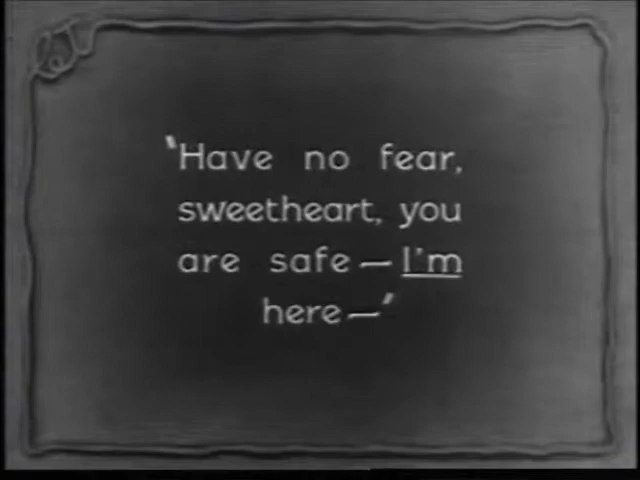 "Have no fear,
sweetheart, you
are safe — I'm
here —"